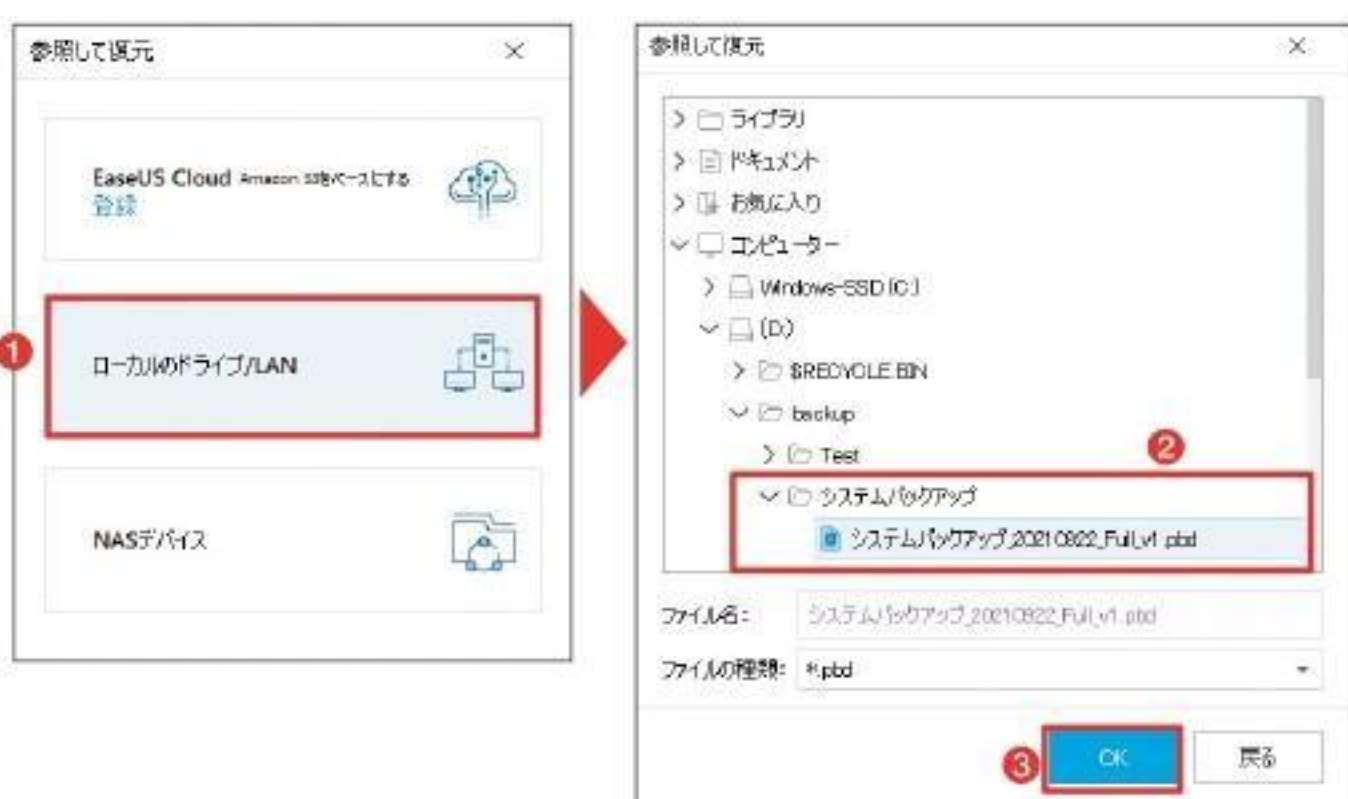 参照して復元
EaseUS Cloud Amazon S3をベースにする
登録
1
ローカルのドライブ/LAN
NASデバイス
参照して復元
ライブラリ
ドキュメント
お気に入り
コンピューター
Windows-SSD (C:)
(D:)
$RECYCLE.BIN
backup
Test
2
システムバックアップ
システムバックアップ_20210922_Full_v1.pbd
ファイル名:
システムバックアップ_20210922_Full_v1.pbd
ファイルの種類:
*.pbd
3
OK
戻る